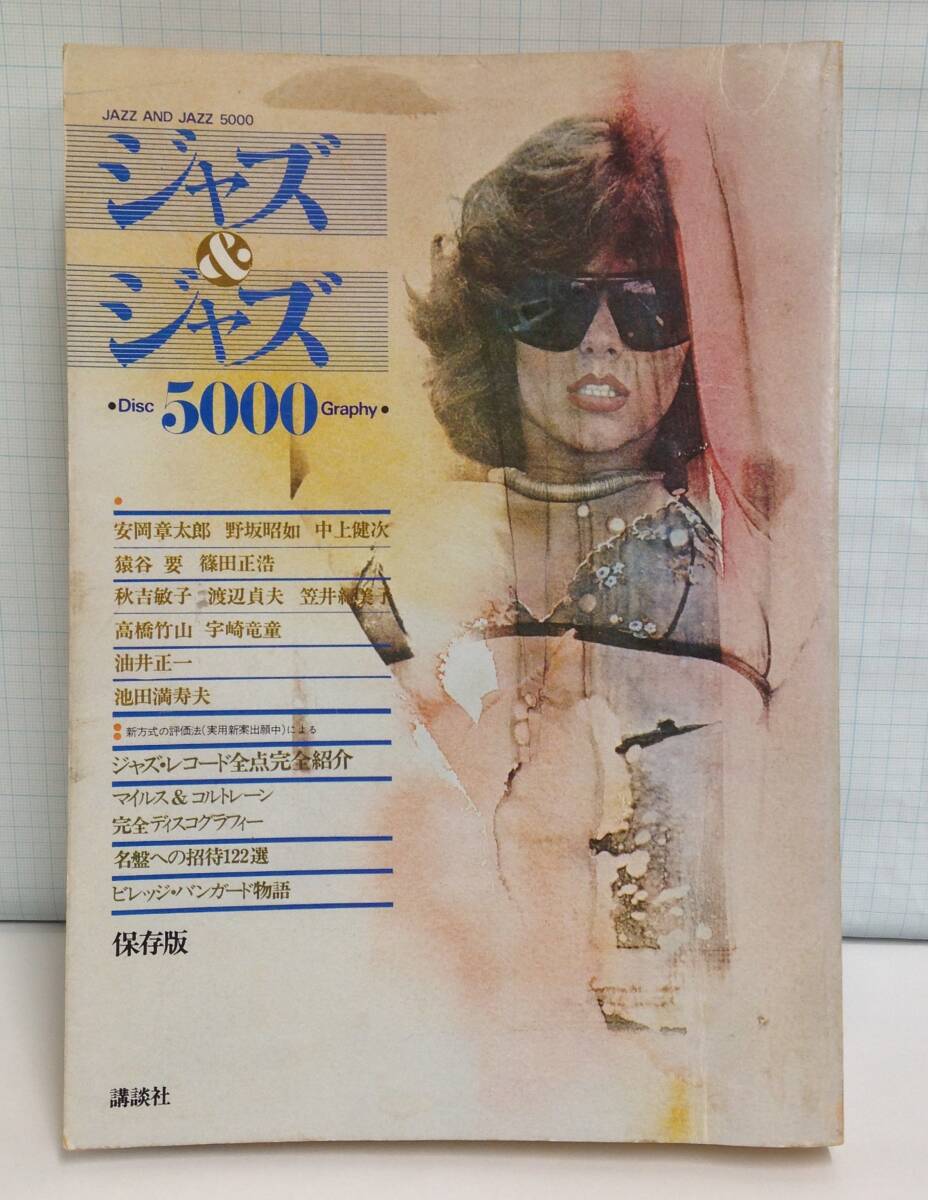 JAZZ AND JAZZ 5000
ジャズ
&
ジャズ
•Disc 5000 Graphy•
安岡章太郎 野坂昭如 中上健次
猿谷 要 篠田正浩
秋吉敏子 渡辺貞夫 笠井紀美子
高橋竹山 宇崎竜童
油井正一
池田満寿夫
新方式の評価法(実用新案出願中)による
ジャズ・レコード全点完全紹介
マイルス&コルトレーン
完全ディスコグラフィー
名盤への招待122選
ビレッジ・バンガード物語
保存版
講談社